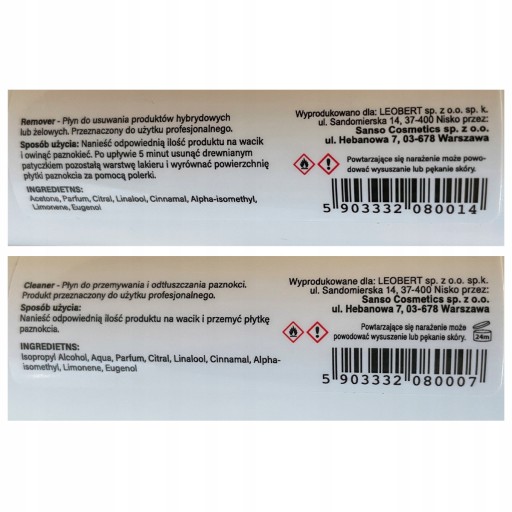 Remover - Płyn do usuwania produktów hybrydowych
lub żelowych. Przeznaczony do użytku profesjonalnego.
Sposób użycia: Nanieść odpowiednią ilość produktu na wacik
i owinąć paznokieć. Po upływie 5 minut usunąć drewnianym
patyczkiem pozostałą warstwę lakieru i wyrównać powierzchnię
płytki paznokcia za pomocą polerki.
INGREDIETNS:
Acetone, Parfum, Citral, Linalool, Cinnamal, Alpha-isomethyl,
Limonene, Eugenol
Wyprodukowano dla: LEOBERT sp. z o.o. sp. k.
ul. Sandomierska 14, 37-400 Nisko przez:
Sanso Cosmetics sp. z o.o.
ul. Hebanowa 7, 03-678 Warszawa
Powtarzające się narażenie może powo-
dować wysuszanie lub pękanie skóry.
5 903332 080014
Cleaner - Płyn do przemywania i odtłuszczania paznokci.
Produkt przeznaczony do użytku profesjonalnego.
Sposób użycia:
Nanieść odpowiednią ilość produktu na wacik i przemyć płytkę
paznokcia.
INGREDIETNS:
Isopropyl Alcohol, Aqua, Parfum, Citral, Linalool, Cinnamal, Alpha-
isomethyl, Limonene, Eugenol
Wyprodukowane dla: LEOBERT sp. z o.o. sp.k.
ul. Sandomierska 14, 37-400 Nisko przez:
Sanso Cosmetics sp. z o.o.
ul. Hebanowa 7, 03-678 Warszawa
Powtarzające się narażenie może
powodować wysuszenie lub pękanie skóry.
24m
5 903332 080007